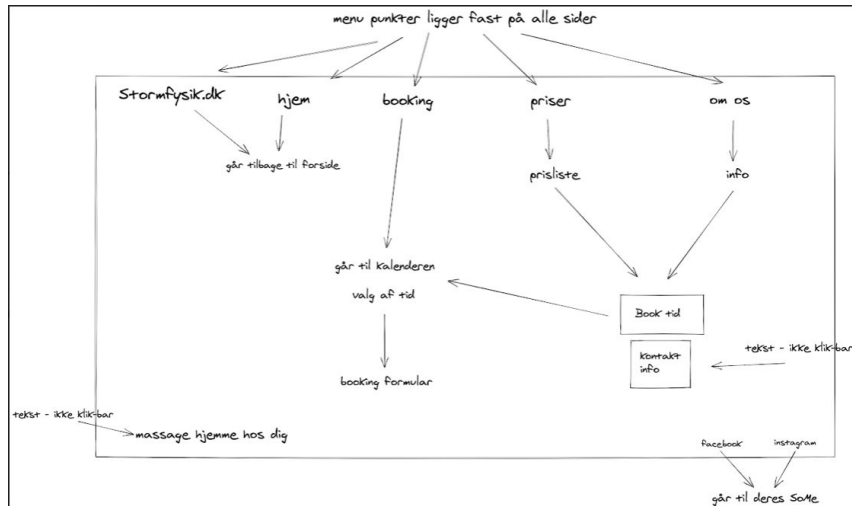 menu punkter ligger fast på alle sider
Stormfysik.dk
hjem
booking
priser
om os
går tilbage til forside
prisliste
info
går til kalenderen
valg af tid
Book tid
kontakt
info
tekst - ikke klik-bar
booking formular
tekst - ikke klik-bar
massage hjemme hos dig
facebook
instagram
går til deres SoMe